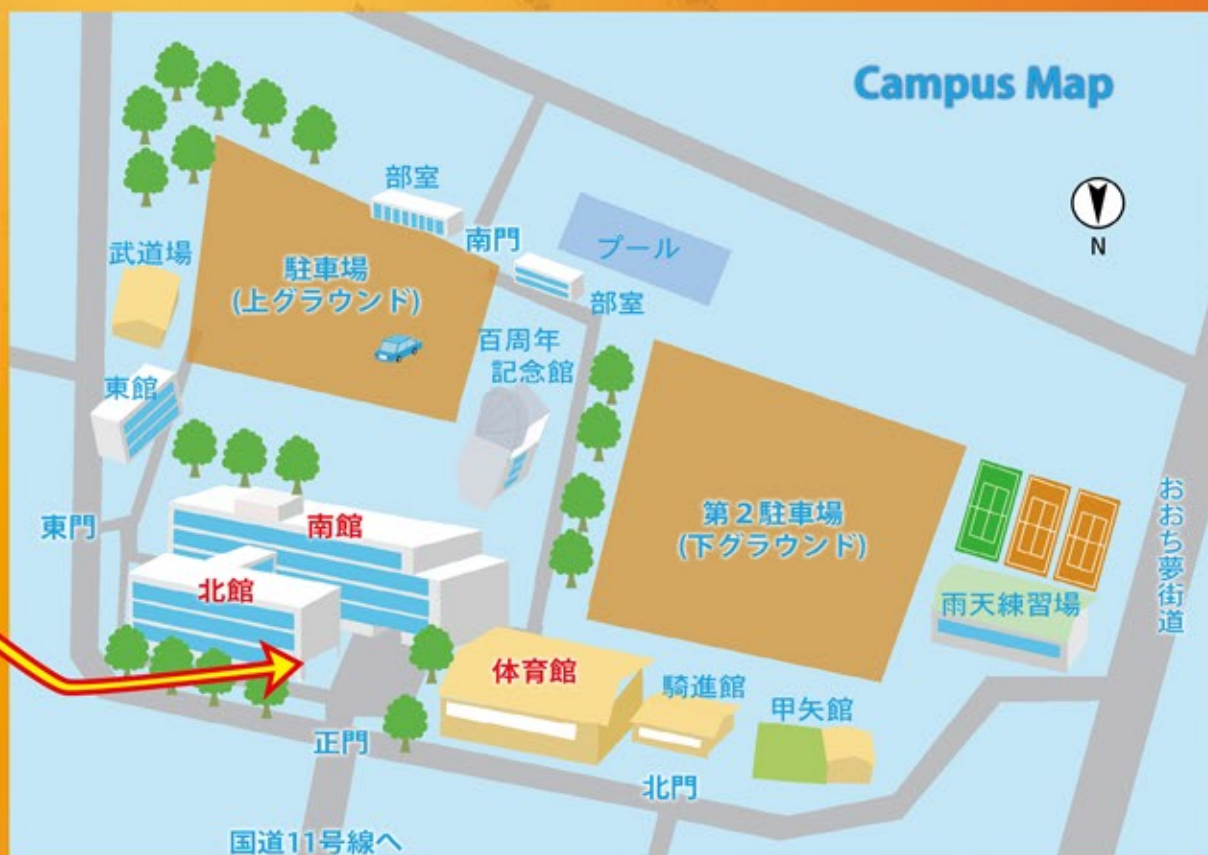 Campus Map
N
部室
南門
プール
部室
武道場
駐車場
(上グラウンド)
百周年
記念館
東館
東門
南館
北館
第2駐車場
(下グラウンド)
おおち夢街道
雨天練習場
体育館
騎進館
甲矢館
正門
北門
国道11号線へ